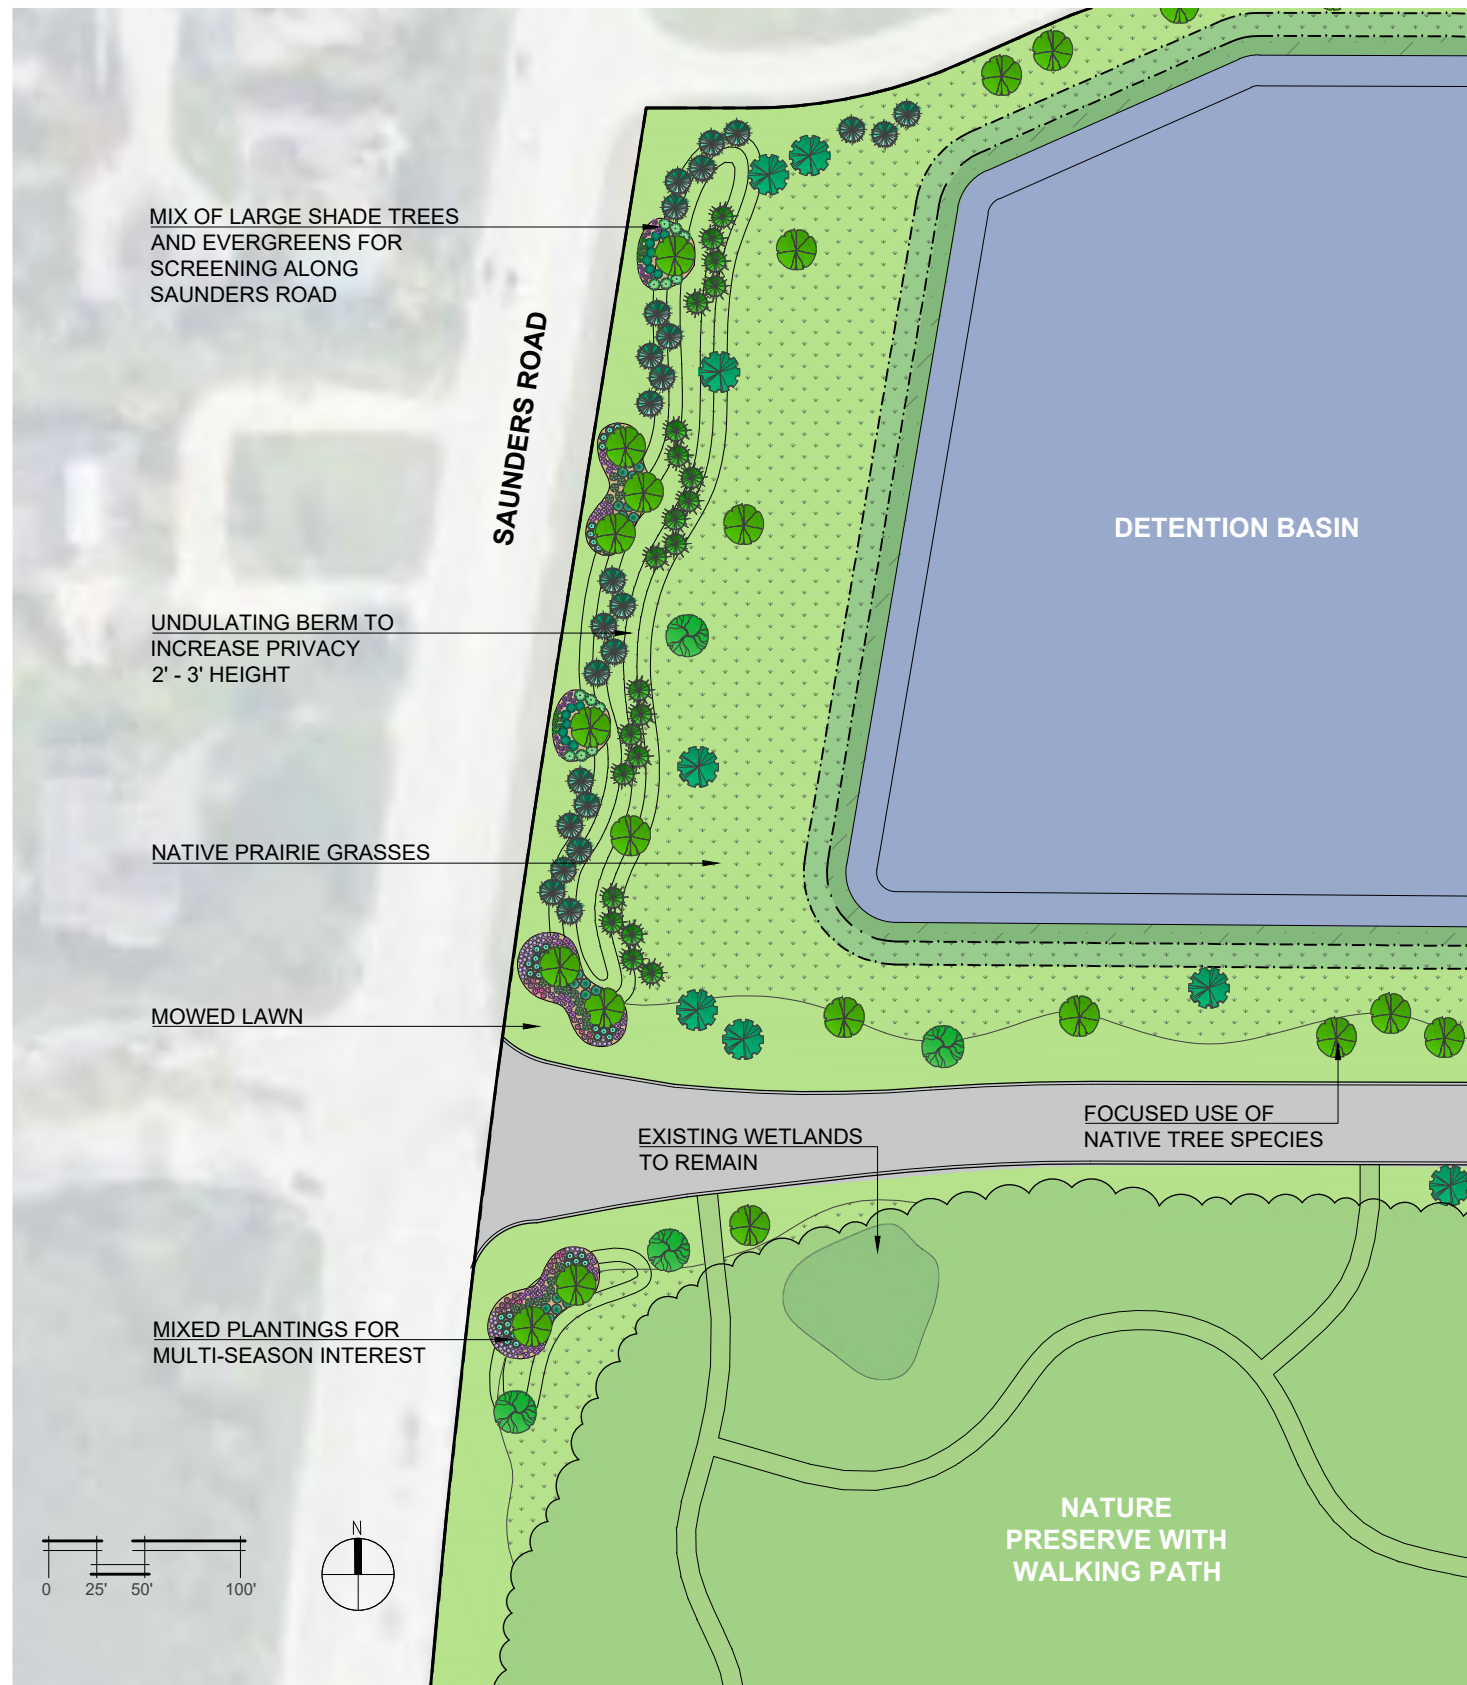 MIX OF LARGE SHADE TREES
AND EVERGREENS FOR
SCREENING ALONG
SAUNDERS ROAD
SAUNDERS ROAD
DETENTION BASIN
UNDULATING BERM TO
INCREASE PRIVACY
2' - 3' HEIGHT
NATIVE PRAIRIE GRASSES
MOWED LAWN
FOCUSED USE OF
NATIVE TREE SPECIES
EXISTING WETLANDS
TO REMAIN
MIXED PLANTINGS FOR
MULTI-SEASON INTEREST
NATURE
PRESERVE WITH
WALKING PATH
N
0 25' 50' 100'